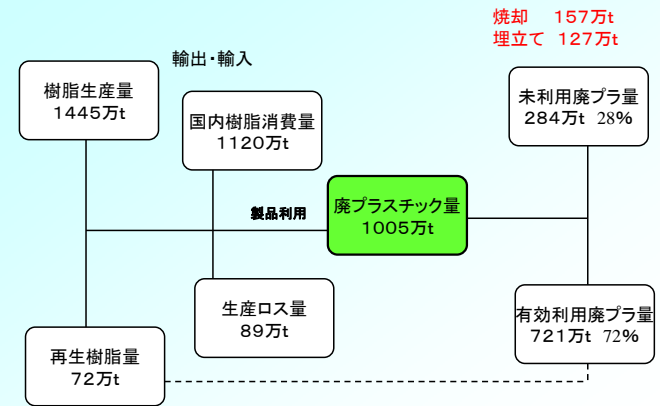 焼却 157万t
埋立て 127万t
輸出・輸入
樹脂生産量
1445万t
国内樹脂消費量
1120万t
未利用廃プラ量
284万t 28%
製品利用
廃プラスチック量
1005万t
生産ロス量
89万t
有効利用廃プラ量
721万t 72%
再生樹脂量
72万t